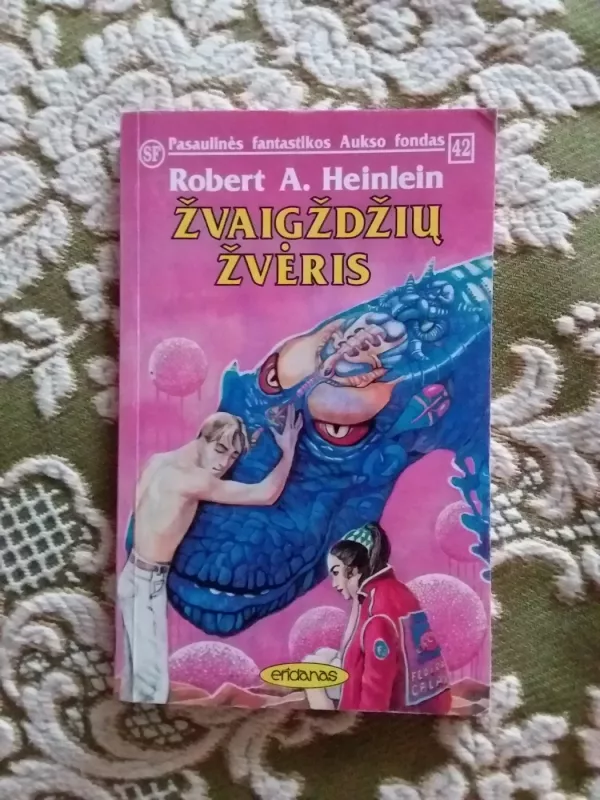 SF
Pasaulinės fantastikos Aukso fondas
42
Robert A. Heinlein
ŽVAIGŽDŽIŲ
ŽVĖRIS
eridanas